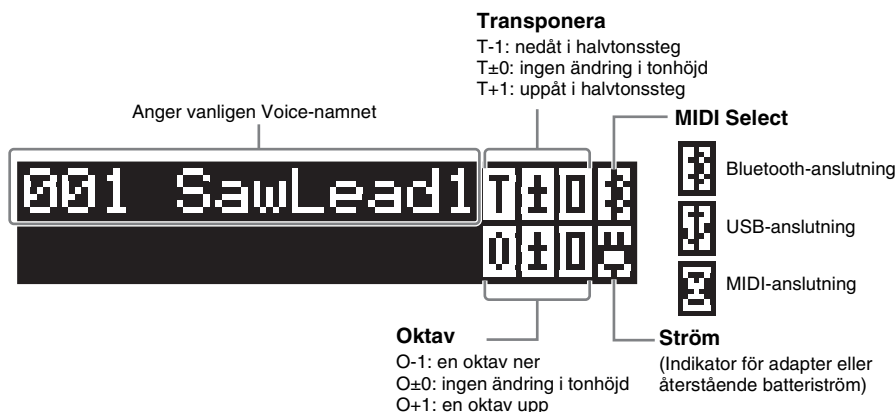 Transponera
T-1: nedåt i halvtonssteg
T±0: ingen ändring i tonhöjd
T+1: uppåt i halvtonssteg
Anger vanligen Voice-namnet
MIDI Select
001 SawLead1 T±0
O±0
Bluetooth-anslutning
USB-anslutning
MIDI-anslutning
Oktav
O-1: en oktav ner
O±0: ingen ändring i tonhöjd
O+1: en oktav upp
Ström
(Indikator för adapter eller
återstående batteriström)